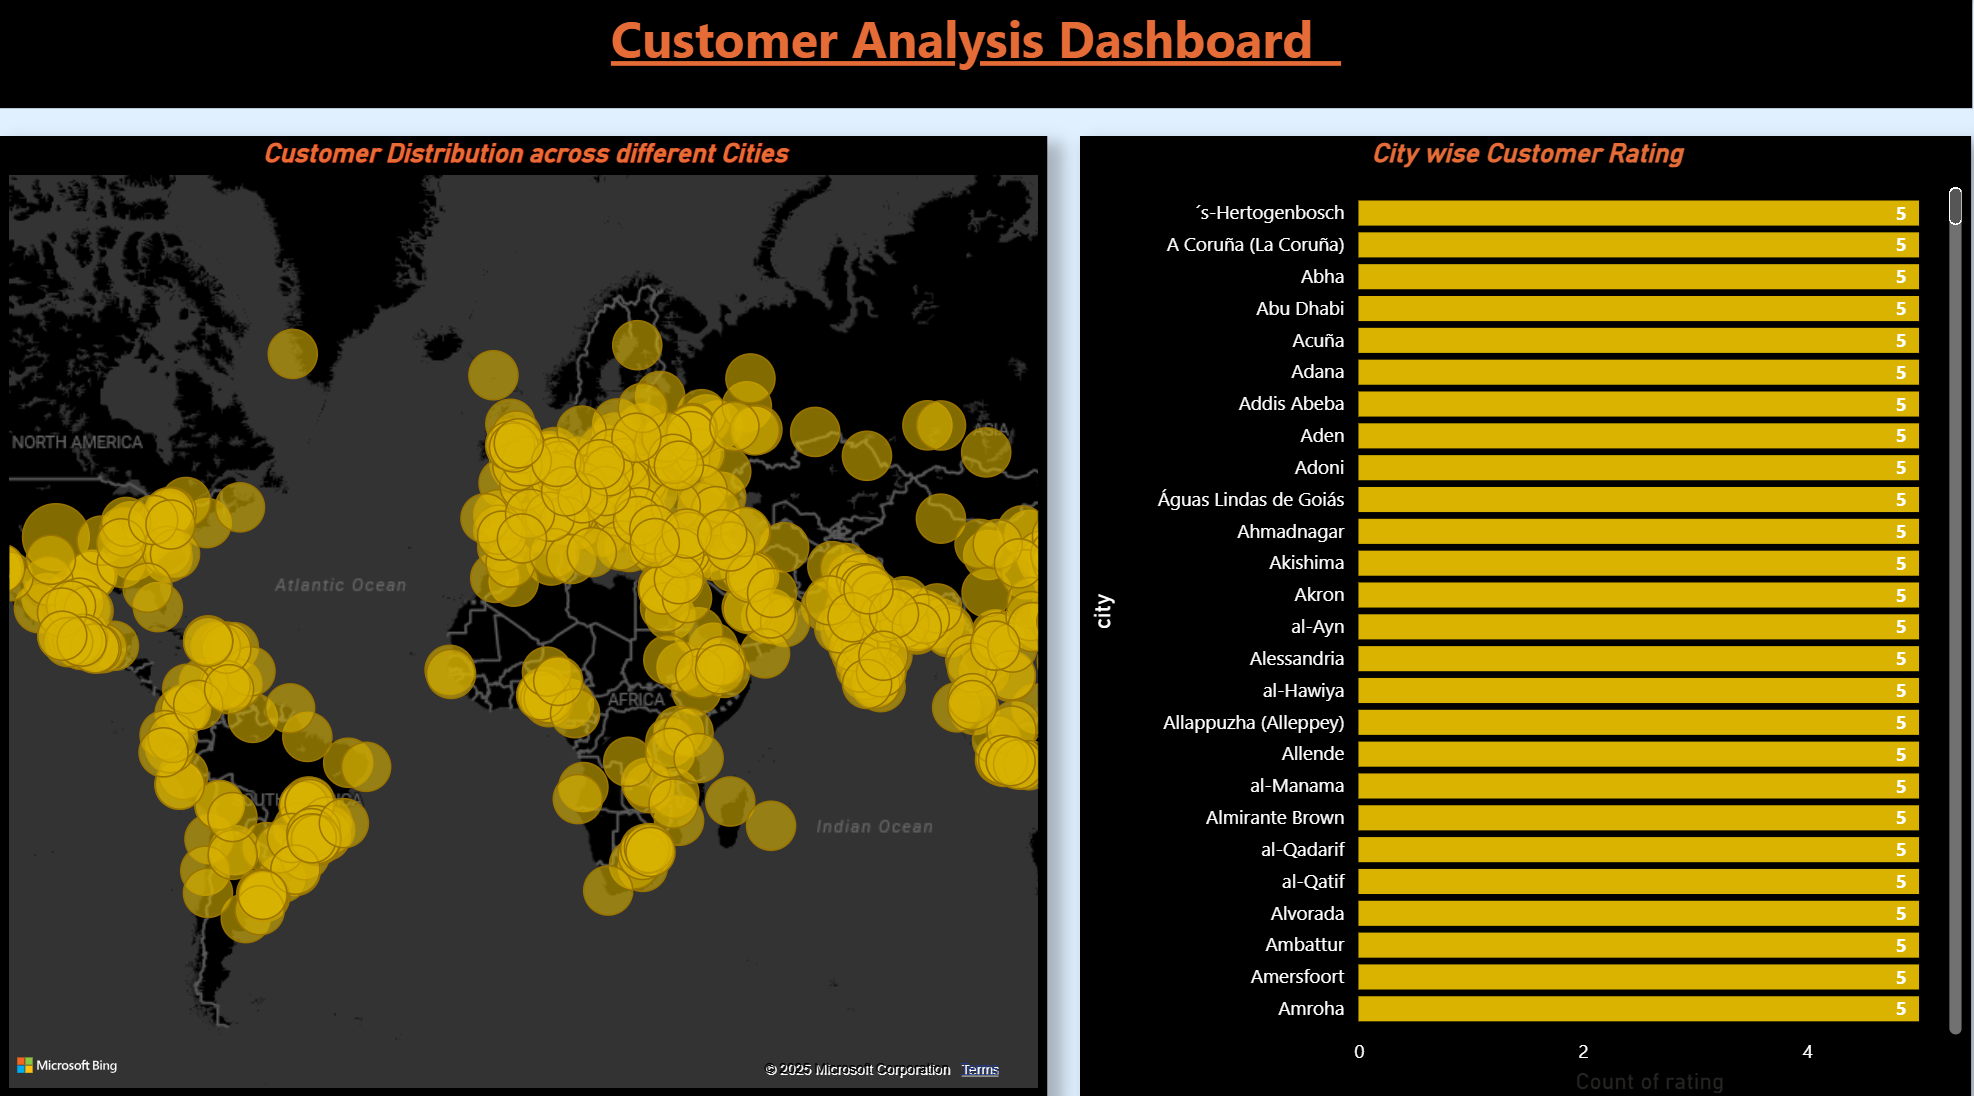 Customer Analysis Dashboard
Customer Distribution across different Cities
NORTH AMERICA
ASIA
Atlantic Ocean
AFRICA
Indian Ocean
Microsoft Bing
© 2025 Microsoft Corporation Terms
City wise Customer Rating
city
´s-Hertogenbosch 5
A Coruña (La Coruña) 5
Abha 5
Abu Dhabi 5
Acuña 5
Adana 5
Addis Abeba 5
Aden 5
Adoni 5
Águas Lindas de Goiás 5
Ahmadnagar 5
Akishima 5
Akron 5
al-Ayn 5
Alessandria 5
al-Hawiya 5
Allappuzha (Alleppey) 5
Allende 5
al-Manama 5
Almirante Brown 5
al-Qadarif 5
al-Qatif 5
Alvorada 5
Ambattur 5
Amersfoort 5
Amroha 5
0 2 4
Count of rating